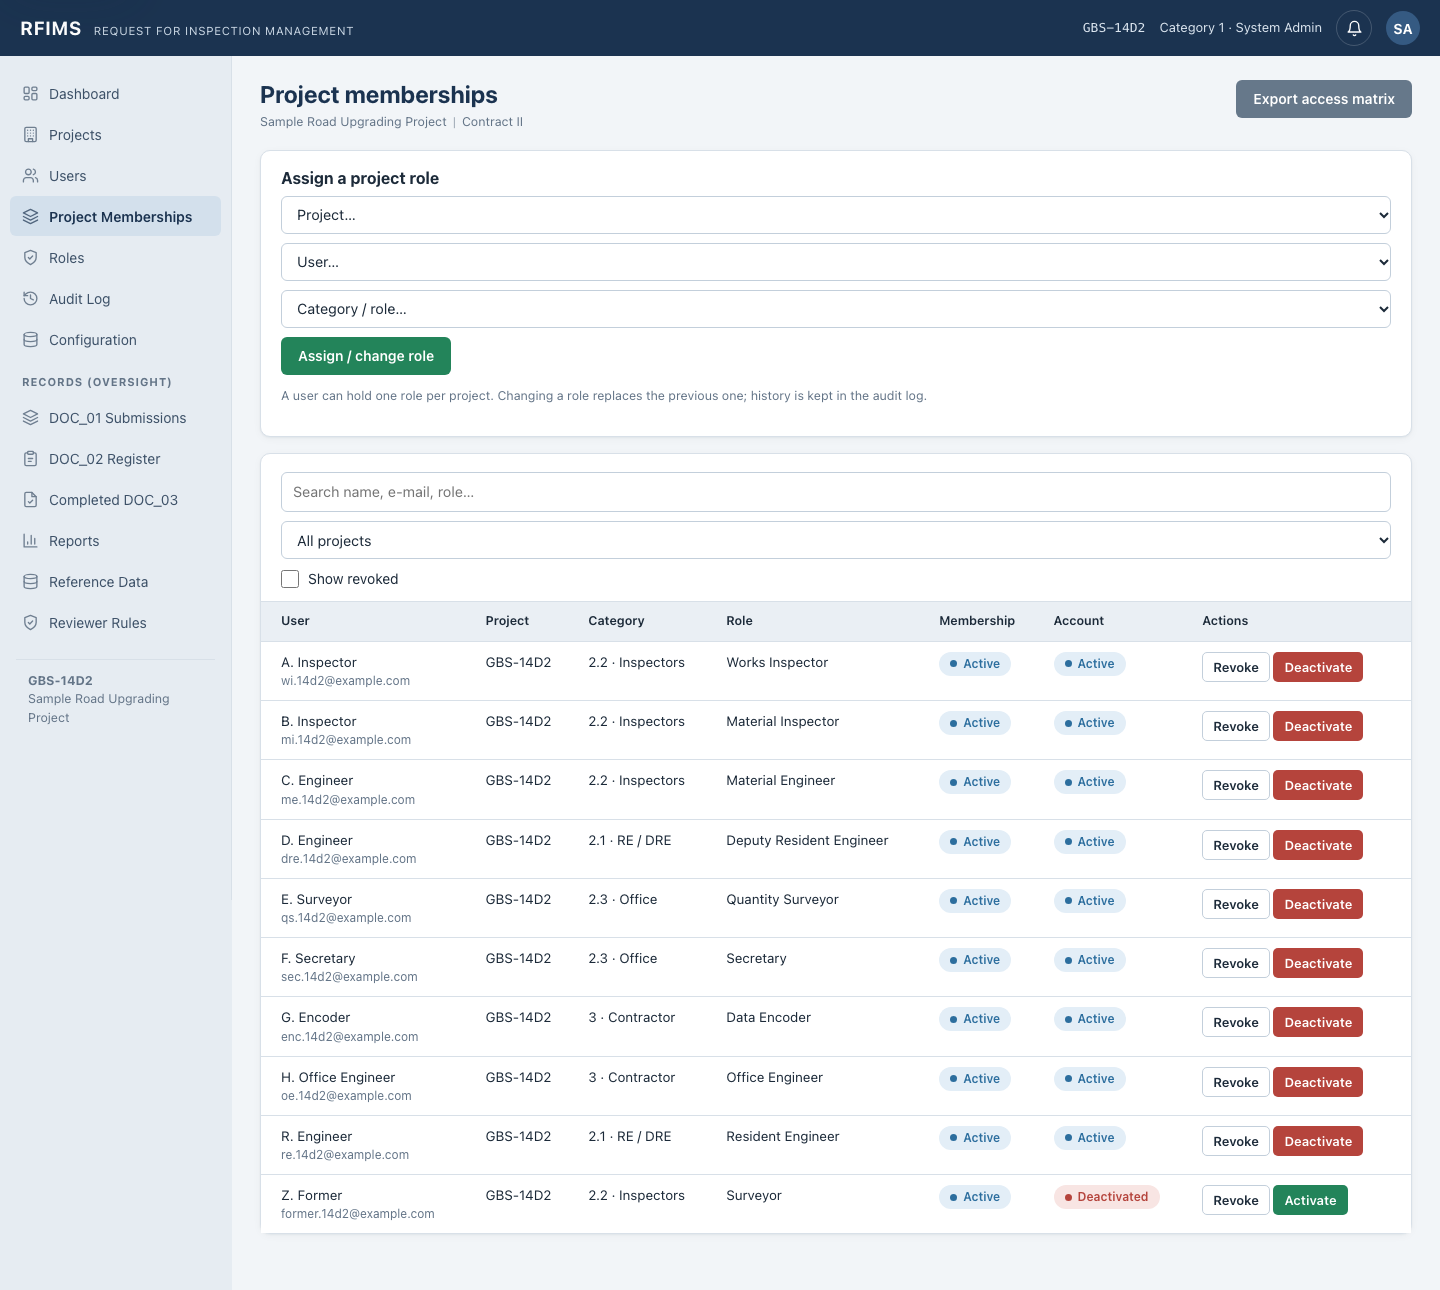 RFIMS REQUEST FOR INSPECTION MANAGEMENT
GBS–14D2 Category 1 · System Admin SA
Dashboard
Projects
Users
Project Memberships
Roles
Audit Log
Configuration
RECORDS (OVERSIGHT)
DOC_01 Submissions
DOC_02 Register
Completed DOC_03
Reports
Reference Data
Reviewer Rules
GBS-14D2
Sample Road Upgrading
Project
Project memberships
Sample Road Upgrading Project | Contract II
Export access matrix
Assign a project role
Project...
User...
Category / role...
Assign / change role
A user can hold one role per project. Changing a role replaces the previous one; history is kept in the audit log.
Search name, e-mail, role...
All projects
Show revoked
User Project Category Role Membership Account Actions
A. Inspector GBS-14D2 2.2 · Inspectors Works Inspector Active Active Revoke Deactivate
wi.14d2@example.com
B. Inspector GBS-14D2 2.2 · Inspectors Material Inspector Active Active Revoke Deactivate
mi.14d2@example.com
C. Engineer GBS-14D2 2.2 · Inspectors Material Engineer Active Active Revoke Deactivate
me.14d2@example.com
D. Engineer GBS-14D2 2.1 · RE / DRE Deputy Resident Engineer Active Active Revoke Deactivate
dre.14d2@example.com
E. Surveyor GBS-14D2 2.3 · Office Quantity Surveyor Active Active Revoke Deactivate
qs.14d2@example.com
F. Secretary GBS-14D2 2.3 · Office Secretary Active Active Revoke Deactivate
sec.14d2@example.com
G. Encoder GBS-14D2 3 · Contractor Data Encoder Active Active Revoke Deactivate
enc.14d2@example.com
H. Office Engineer GBS-14D2 3 · Contractor Office Engineer Active Active Revoke Deactivate
oe.14d2@example.com
R. Engineer GBS-14D2 2.1 · RE / DRE Resident Engineer Active Active Revoke Deactivate
re.14d2@example.com
Z. Former GBS-14D2 2.2 · Inspectors Surveyor Active Deactivated Revoke Activate
former.14d2@example.com